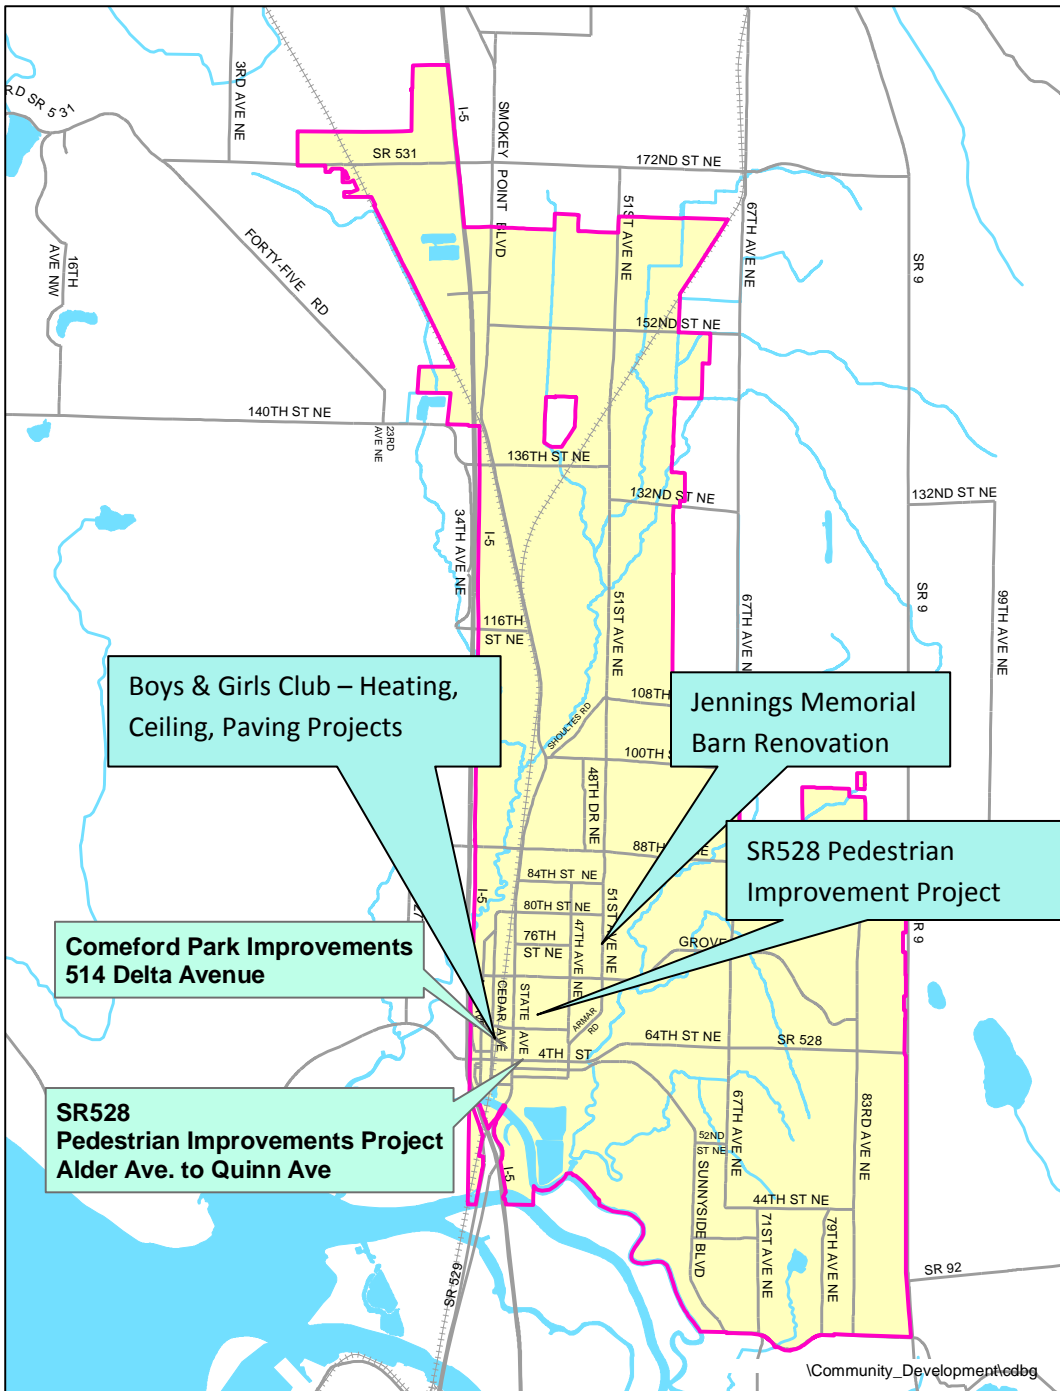 3RD AVE NE
RD SR 531
I-5
SMOKEY POINT BLVD
SR 531
172ND ST NE
51ST AVE NE
67TH AVE NE
SR 9
16TH
AVE NW
FORTY-FIVE RD
152ND ST NE
140TH ST NE
23RD
AVE NE
136TH ST NE
132ND ST NE
132ND ST NE
34TH AVE NE
I-5
116TH
ST NE
51ST AVE NE
67TH AVE N
SR 9
99TH AVE NE
Boys & Girls Club – Heating,
Ceiling, Paving Projects
108TH
Jennings Memorial
Barn Renovation
SHOULTES RD
100TH S
48TH DR NE
88TH
NE
SR528 Pedestrian
Improvement Project
84TH ST NE
80TH ST NE
76TH
ST NE
47TH AVE NE
51ST AVE NE
I-5
27
GROVE
R 9
Comeford Park Improvements
514 Delta Avenue
CEDAR AVE
STATE AVE
ARMAR
RD
4TH ST
64TH ST NE
SR 528
SR528
Pedestrian Improvements Project
Alder Ave. to Quinn Ave
52ND
ST NE
67TH AVE NE
83RD AVE NE
SUNNYSIDE BLVD
44TH ST NE
71ST AVE NE
79TH AVE NE
I-5
SR 529
SR 92
\Community_Development\cdbg